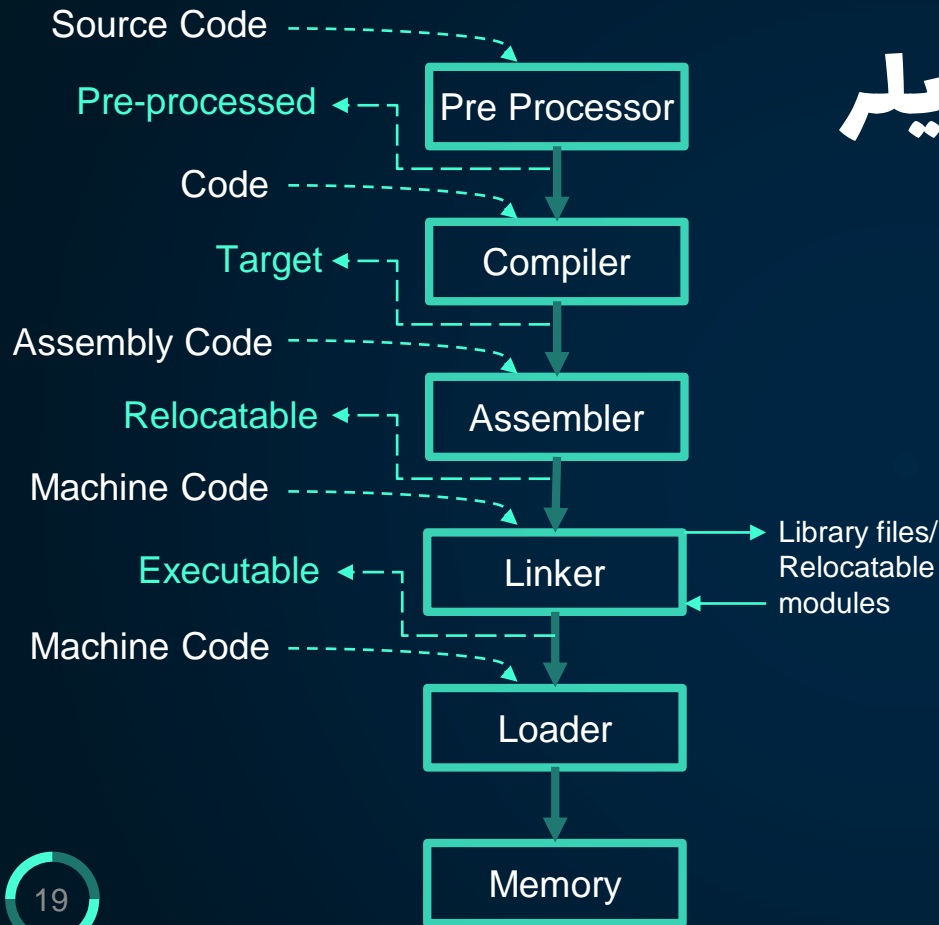 Source Code
Pre Processor
Pre-processed
Code
Compiler
Target
Assembly Code
Assembler
Relocatable
Machine Code
Linker
Library files/
Relocatable
modules
Executable
Machine Code
Loader
Memory
19